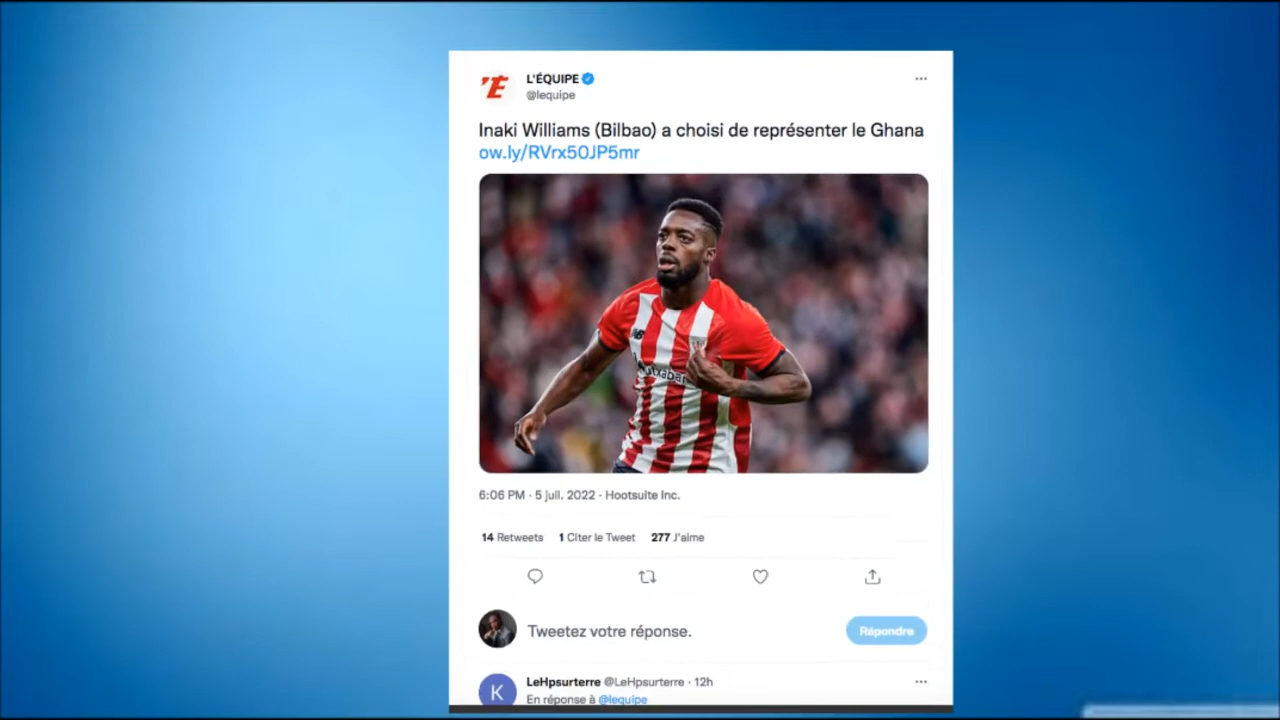 L'ÉQUIPE
@lequipe
Inaki Williams (Bilbao) a choisi de représenter le Ghana
ow.ly/RVrx50JP5mr
6:06 PM · 5 juil. 2022 · Hootsuite Inc.
14 Retweets 1 Citer le Tweet 277 J'aime
Tweetez votre réponse.
Répondre
K
LeHpsurterre @LeHpsurterre · 12h
En réponse à @lequipe